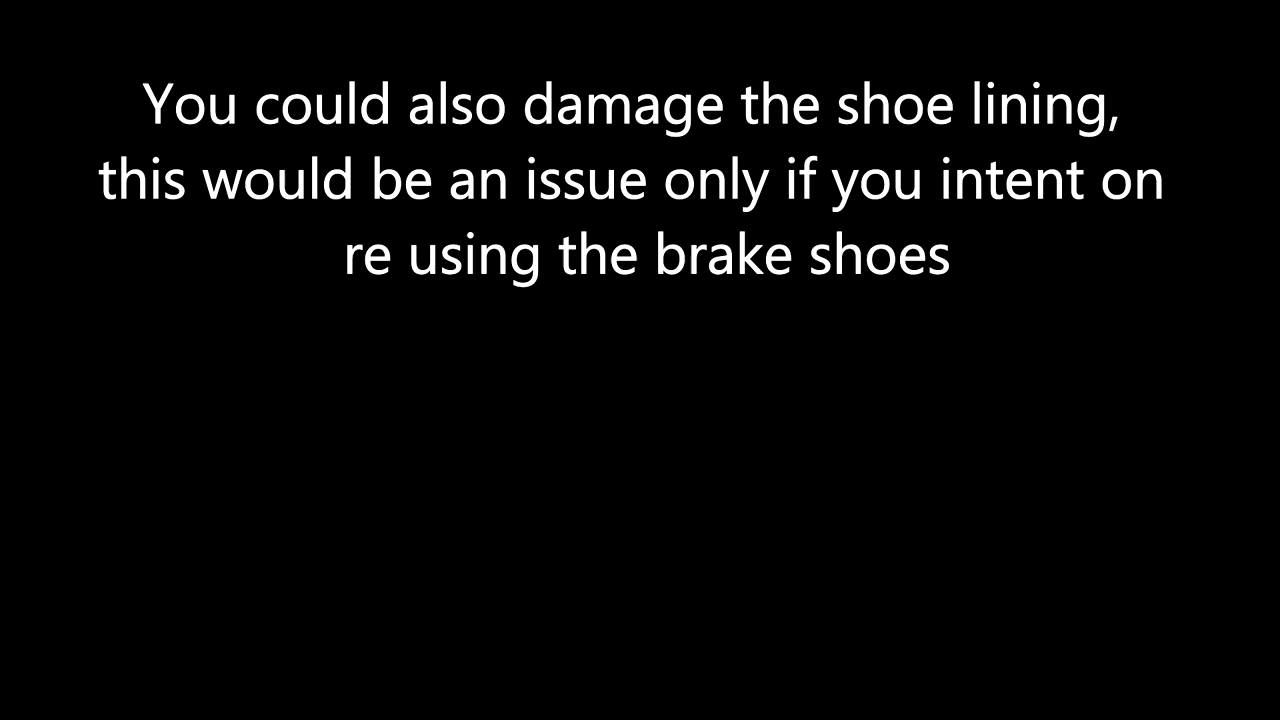 You could also damage the shoe lining,
this would be an issue only if you intent on
re using the brake shoes